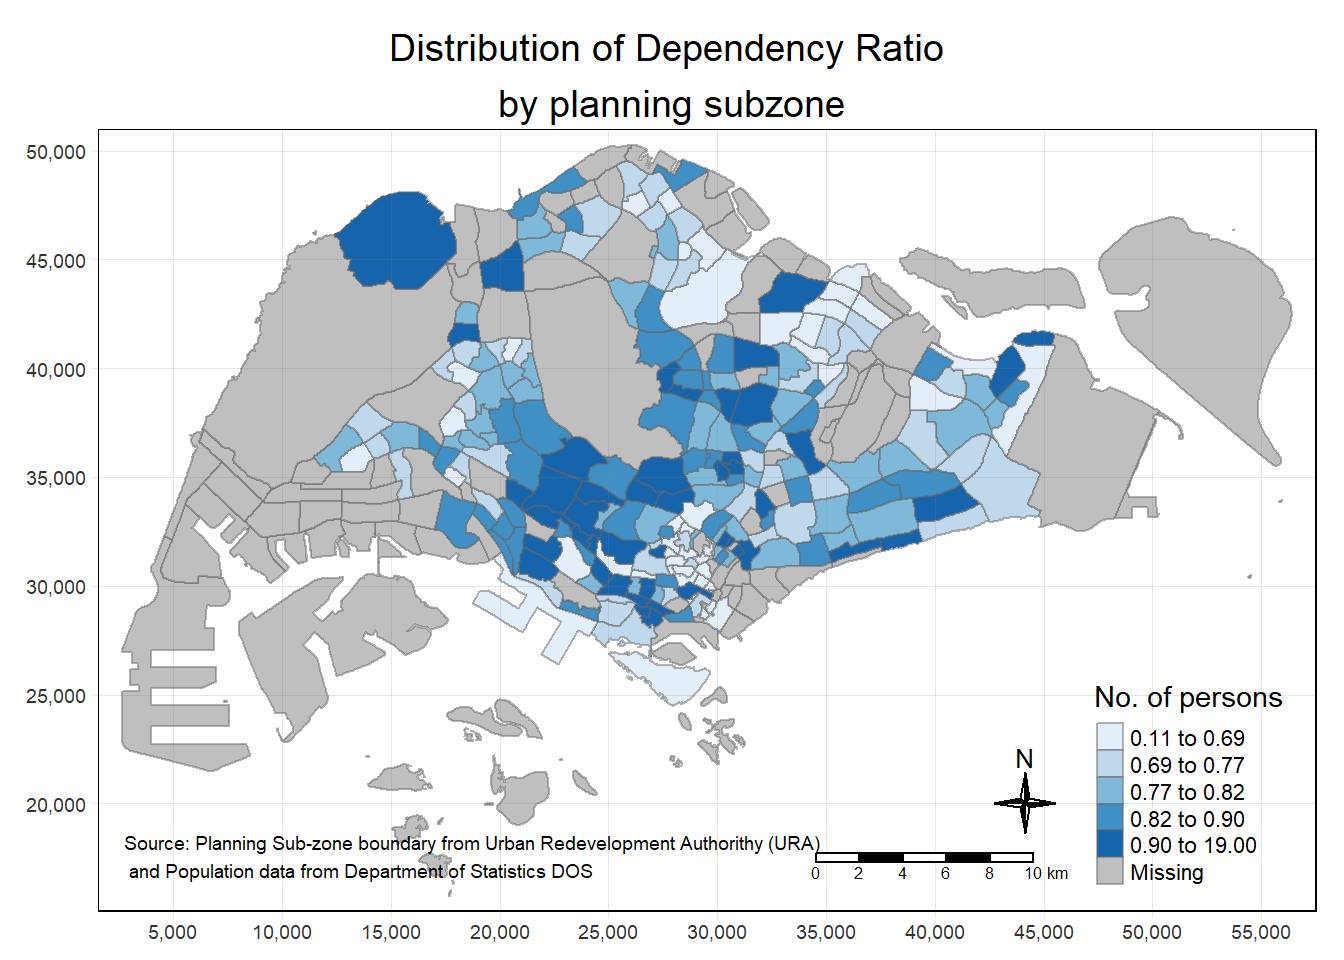 Distribution of Dependency Ratio
by planning subzone
50,000
45,000
40,000
35,000
30,000
25,000
20,000
No. of persons
0.11 to 0.69
0.69 to 0.77
0.77 to 0.82
0.82 to 0.90
0.90 to 19.00
Missing
N
Source: Planning Sub-zone boundary from Urban Redevelopment Authorithy (URA)
and Population data from Department of Statistics DOS
0 2 4 6 8 10 km
5,000 10,000 15,000 20,000 25,000 30,000 35,000 40,000 45,000 50,000 55,000